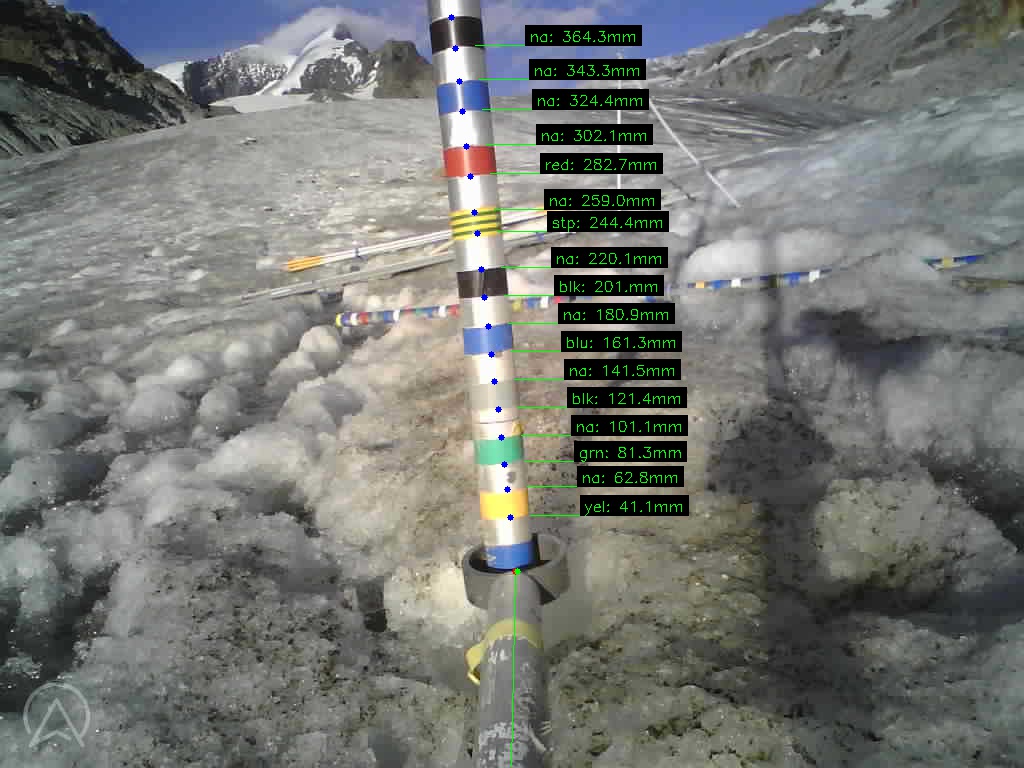 na: 364.3mm
na: 343.3mm
na: 324.4mm
na: 302.1mm
red: 282.7mm
na: 259.0mm
stp: 244.4mm
na: 220.1mm
blk: 201.mm
na: 180.9mm
blu: 161.3mm
na: 141.5mm
blk: 121.4mm
na: 101.1mm
grn: 81.3mm
na: 62.8mm
yel: 41.1mm